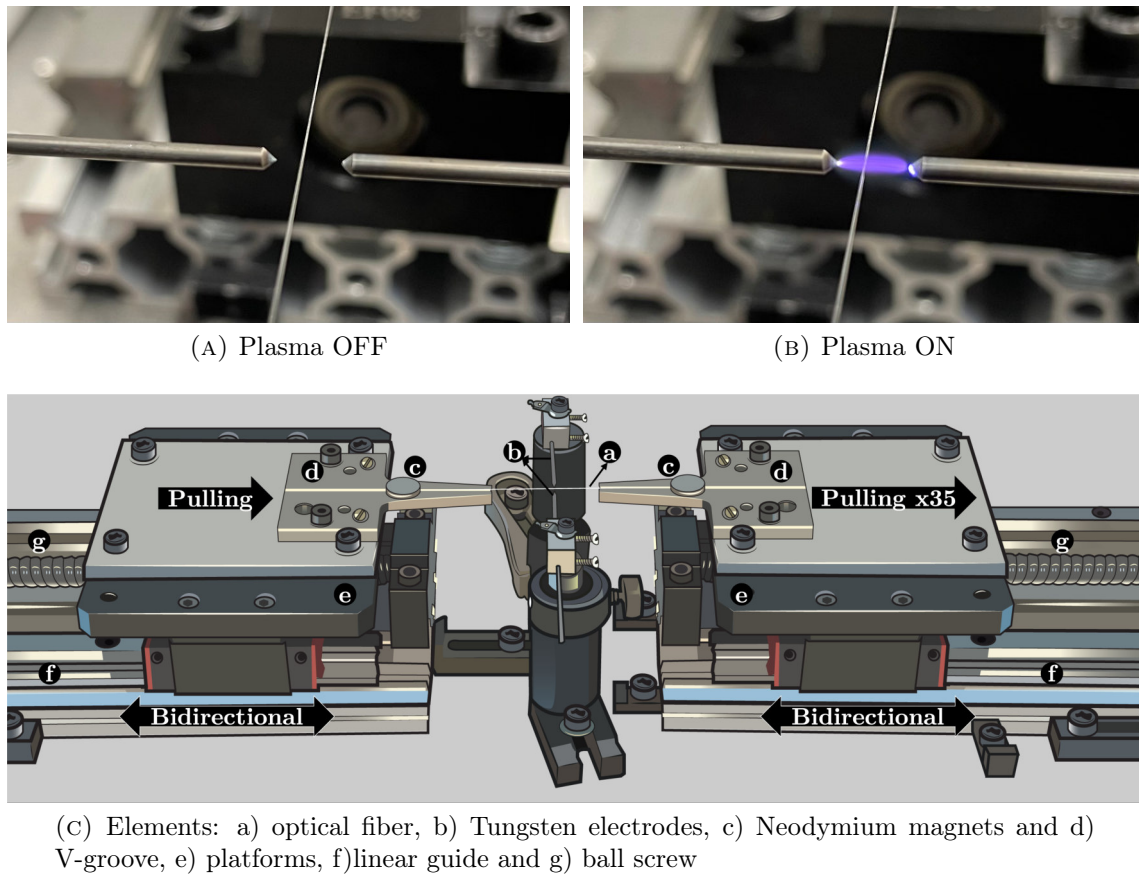 (A) Plasma OFF
(B) Plasma ON
d
c
b
a
c
d
Pulling
Pulling x35
g
g
e
e
f
f
Bidirectional
Bidirectional
(C) Elements: a) optical fiber, b) Tungsten electrodes, c) Neodymium magnets and d)
V-groove, e) platforms, f)linear guide and g) ball screw